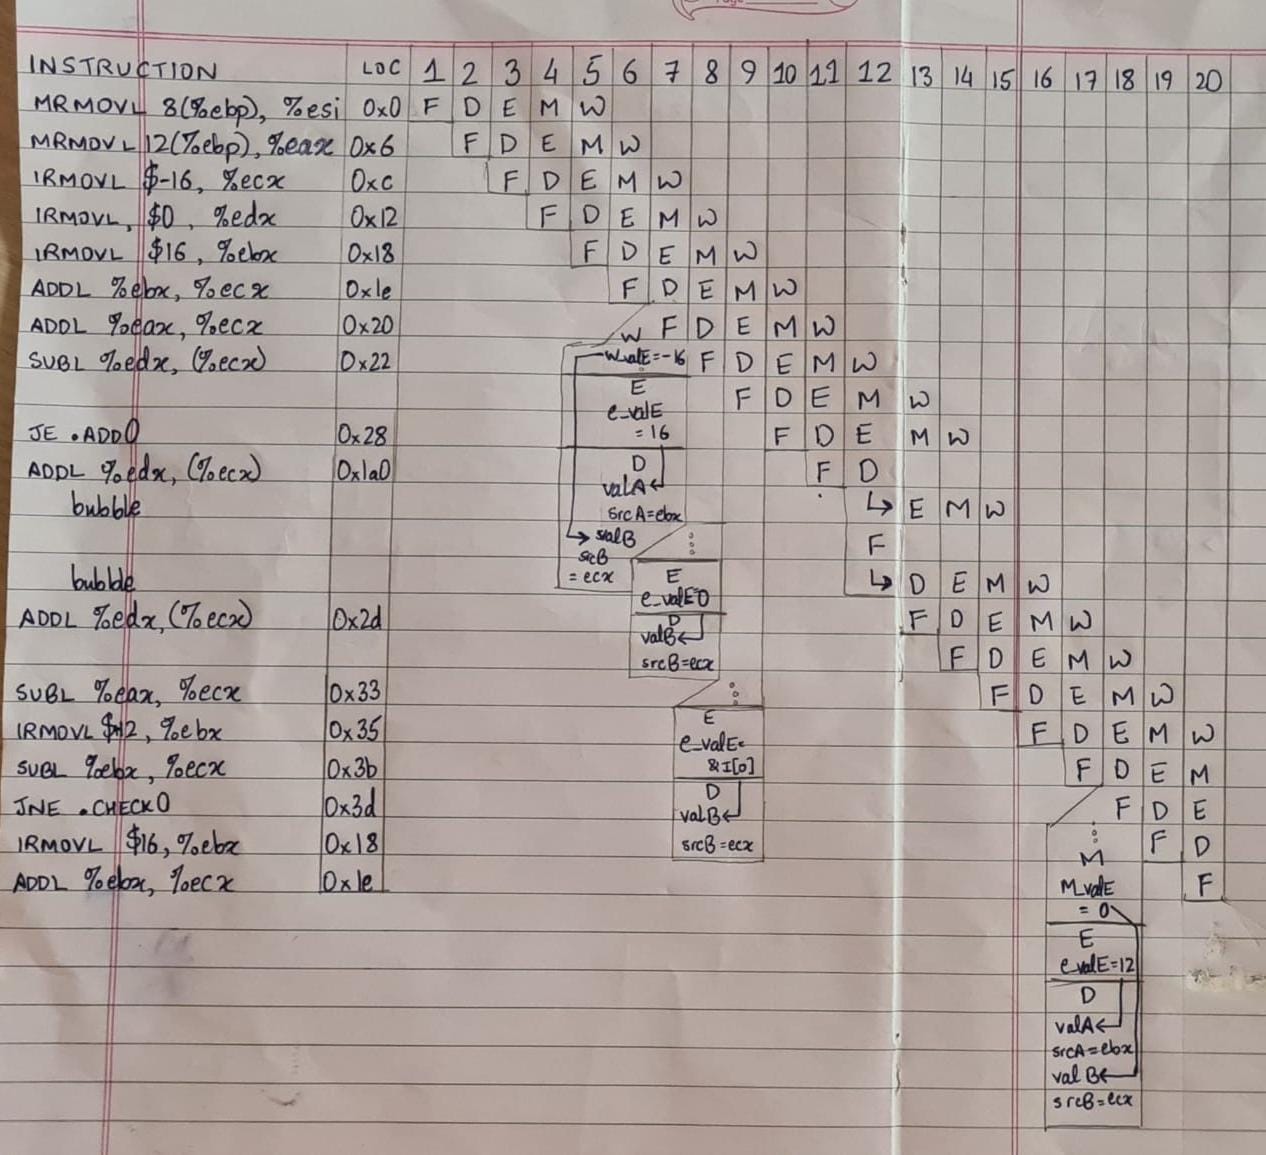 INSTRUCTION LOC 1 2 3 4 5 6 7 8 9 10 11 12 13 14 15 16 17 18 19 20
MRMOVL 8(%ebp), %esi 0x0 F D E M W
MRMOVL 12(%ebp), %eax 0x6 F D E M W
IRMOVL $-16, %ecx 0xc F D E M W
IRMOVL, $0, %edx 0x12 F D E M W
IRMOVL $16, %ebx 0x18 F D E M W
ADDL %ebx, %ecx 0x1e F D E M W
ADDL %eax, %ecx 0x20 F D E M W
SUBL %edx, (%ecx) 0x22 F D E M W
F D E M W
JE .ADD0 0x28 F D E M W
ADDL %edx, (%ecx) 0x1a0 F D
bubble ↳ E M W
F
bubble ↳ D E M W
ADDL %edx, (%ecx) 0x2d F D E M W
F D E M W
SUBL %eax, %ecx 0x33 F D E M W
IRMOVL $12, %ebx 0x35 F D E M W
SUBL %ebx, %ecx 0x3b F D E M
JNE .CHECK0 0x3d F D E
IRMOVL $16, %ebx 0x18 F D
ADDL %ebx, %ecx 0x1e F
W
W_valE=-16
E
e_valE
= 16
D
valA
srcA=ebx
valB
srcB
= ecx
E
e_valE=0
D
valB
srcB=ecx
E
e_valE=
&I[0]
D
valB
srcB=ecx
M
M_valE
= 0
E
e_valE=12
D
valA
srcA=ebx
valB
srcB=ecx